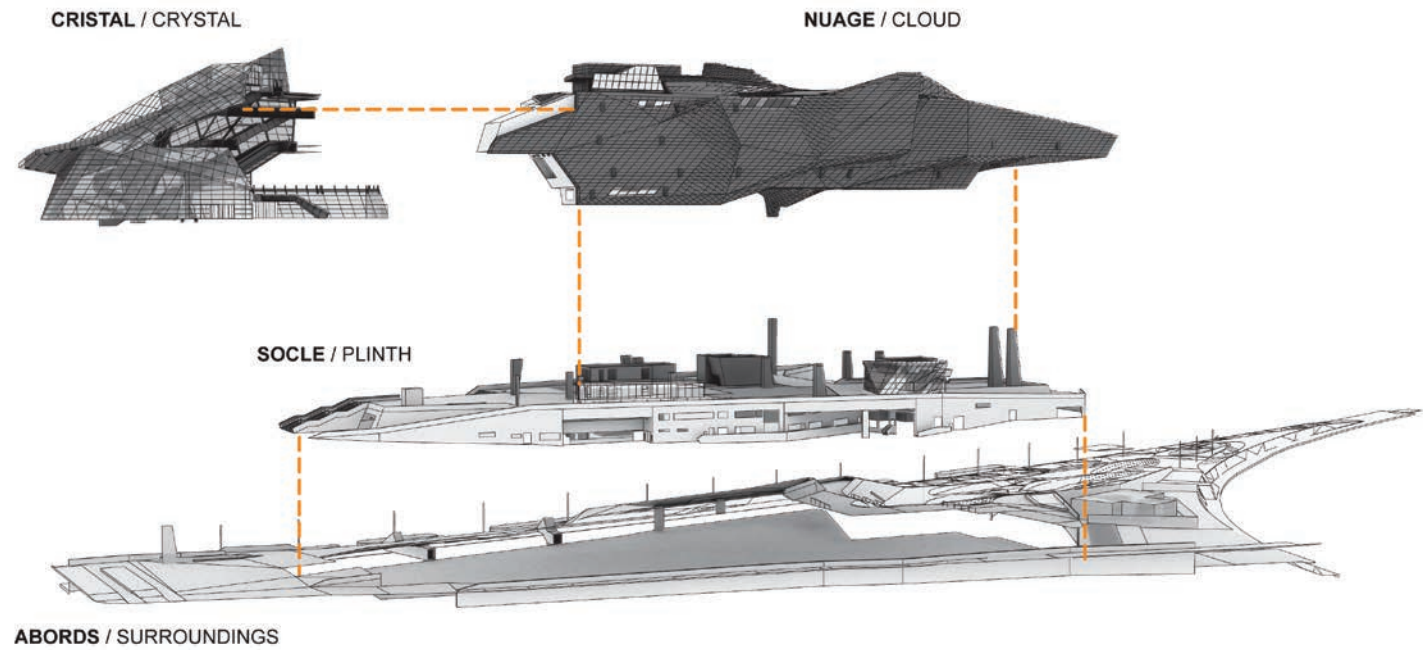 CRISTAL / CRYSTAL
NUAGE / CLOUD
SOCLE / PLINTH
ABORDS / SURROUNDINGS